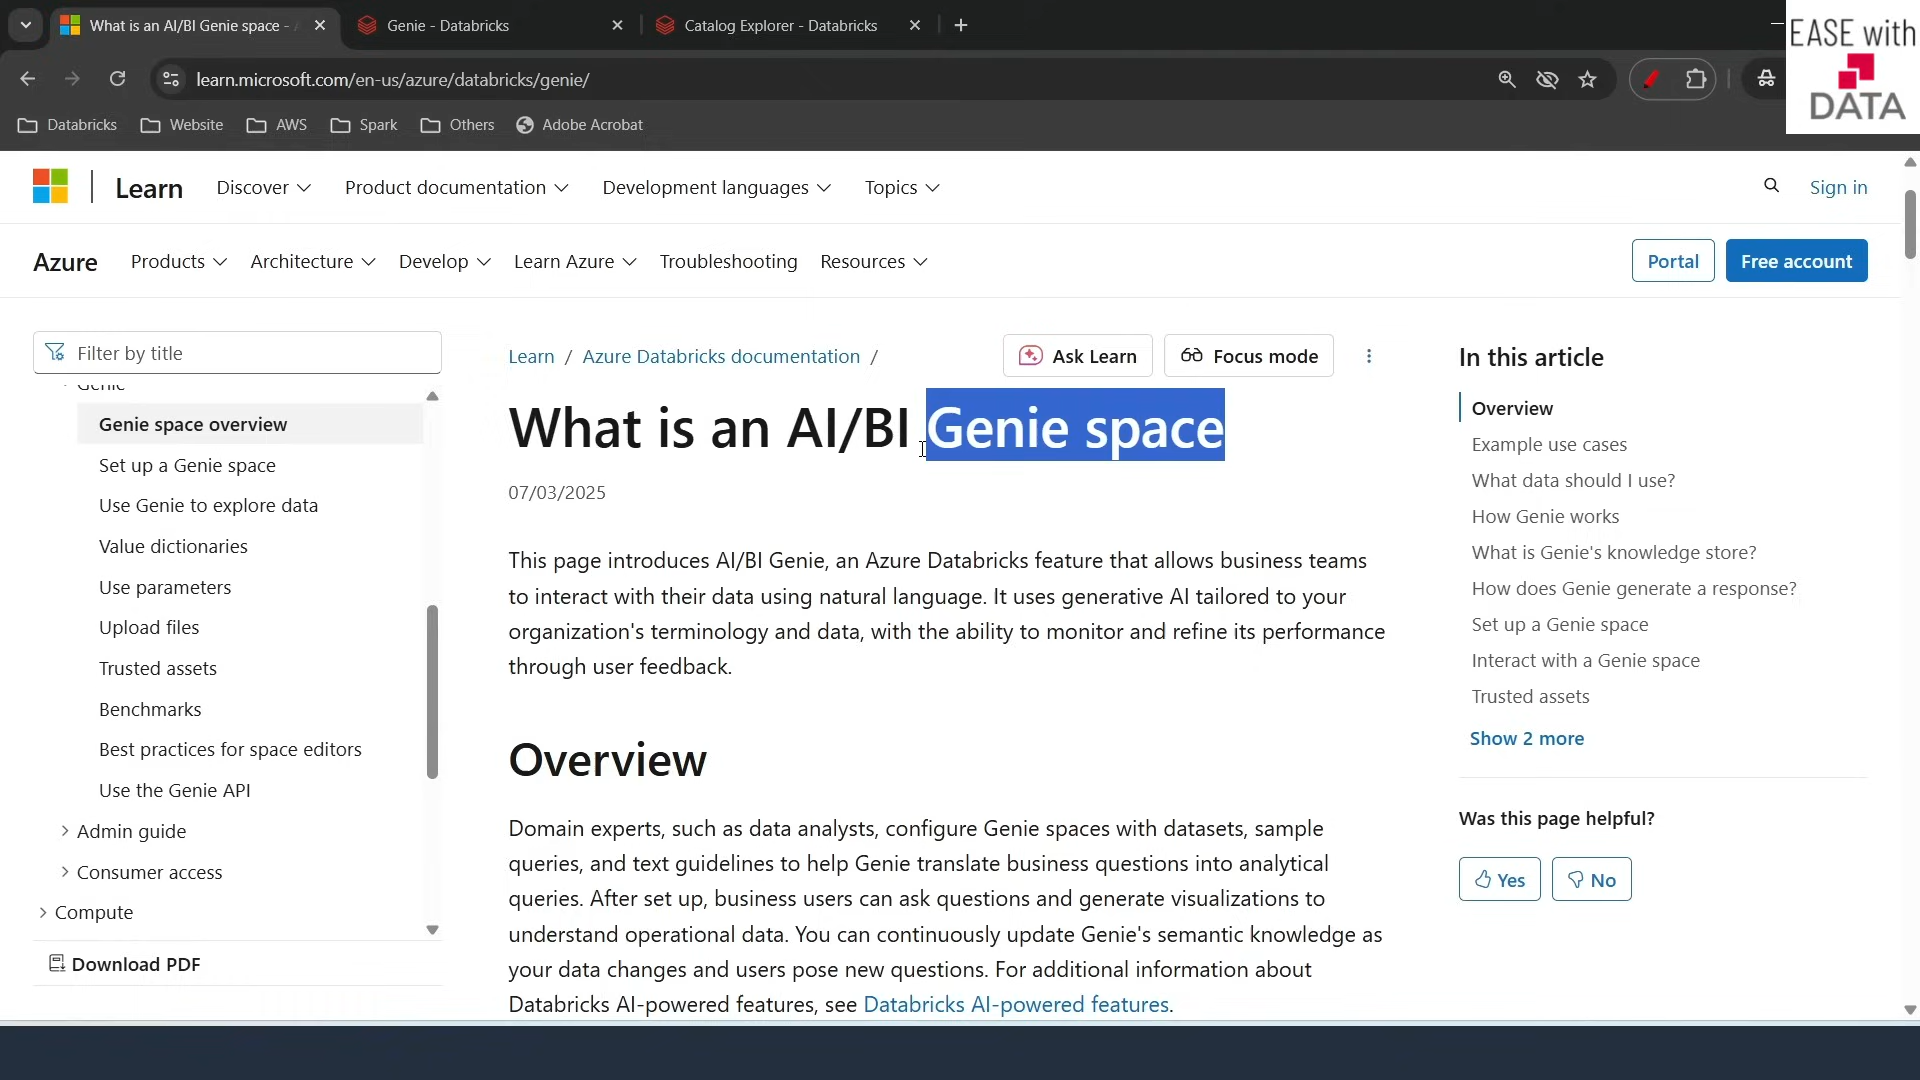 What is an AI/BI Genie space -
Genie - Databricks
Catalog Explorer - Databricks
EASE with
DATA
learn.microsoft.com/en-us/azure/databricks/genie/
Databricks
Website
AWS
Spark
Others
Adobe Acrobat
Learn
Discover
Product documentation
Development languages
Topics
Sign in
Azure
Products
Architecture
Develop
Learn Azure
Troubleshooting
Resources
Portal
Free account
Filter by title
Genie
Genie space overview
Set up a Genie space
Use Genie to explore data
Value dictionaries
Use parameters
Upload files
Trusted assets
Benchmarks
Best practices for space editors
Use the Genie API
Admin guide
Consumer access
Compute
Download PDF
Learn / Azure Databricks documentation /
Ask Learn
Focus mode
What is an AI/BI Genie space
07/03/2025
This page introduces AI/BI Genie, an Azure Databricks feature that allows business teams
to interact with their data using natural language. It uses generative AI tailored to your
organization's terminology and data, with the ability to monitor and refine its performance
through user feedback.
Overview
Domain experts, such as data analysts, configure Genie spaces with datasets, sample
queries, and text guidelines to help Genie translate business questions into analytical
queries. After set up, business users can ask questions and generate visualizations to
understand operational data. You can continuously update Genie's semantic knowledge as
your data changes and users pose new questions. For additional information about
Databricks AI-powered features, see Databricks AI-powered features.
In this article
Overview
Example use cases
What data should I use?
How Genie works
What is Genie's knowledge store?
How does Genie generate a response?
Set up a Genie space
Interact with a Genie space
Trusted assets
Show 2 more
Was this page helpful?
Yes
No